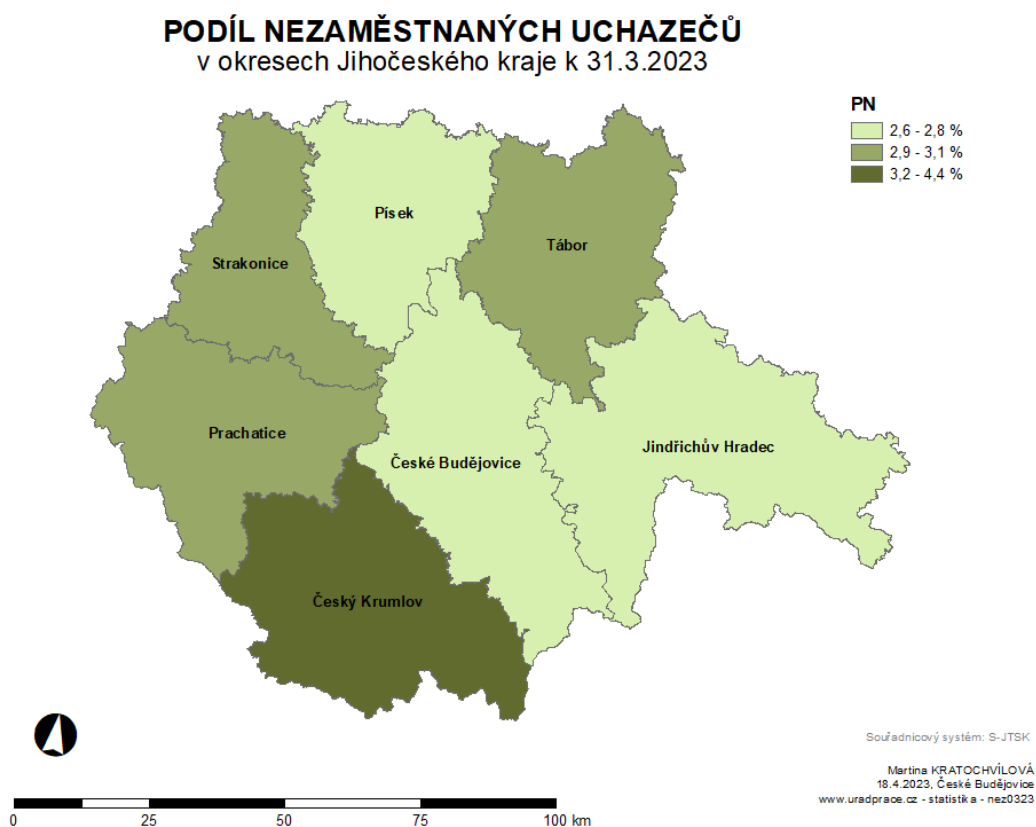 PODÍL NEZAMĚSTNANÝCH UCHAZEČŮ
v okresech Jihočeského kraje k 31.3.2023
PN
2,6 - 2,8 %
2,9 - 3,1 %
3,2 - 4,4 %
Písek
Tábor
Strakonice
Prachatice
České Budějovice
Jindřichův Hradec
Český Krumlov
Souřadnicový systém: S-JTSK
Martina KRATOCHVÍLOVÁ
18.4.2023, České Budějovice
www.uradprace.cz - statistika - nez0323
0 25 50 75 100 km